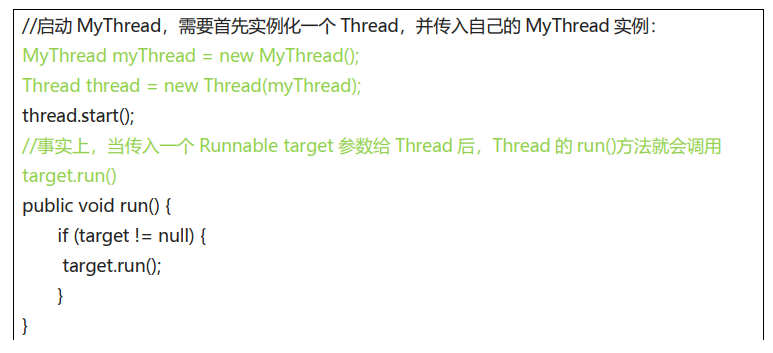 //启动 MyThread，需要首先实例化一个 Thread，并传入自己的 MyThread 实例：
MyThread myThread = new MyThread();
Thread thread = new Thread(myThread);
thread.start();
//事实上，当传入一个 Runnable target 参数给 Thread 后，Thread 的 run()方法就会调用
target.run()
public void run() {
if (target != null) {
target.run();
}
}